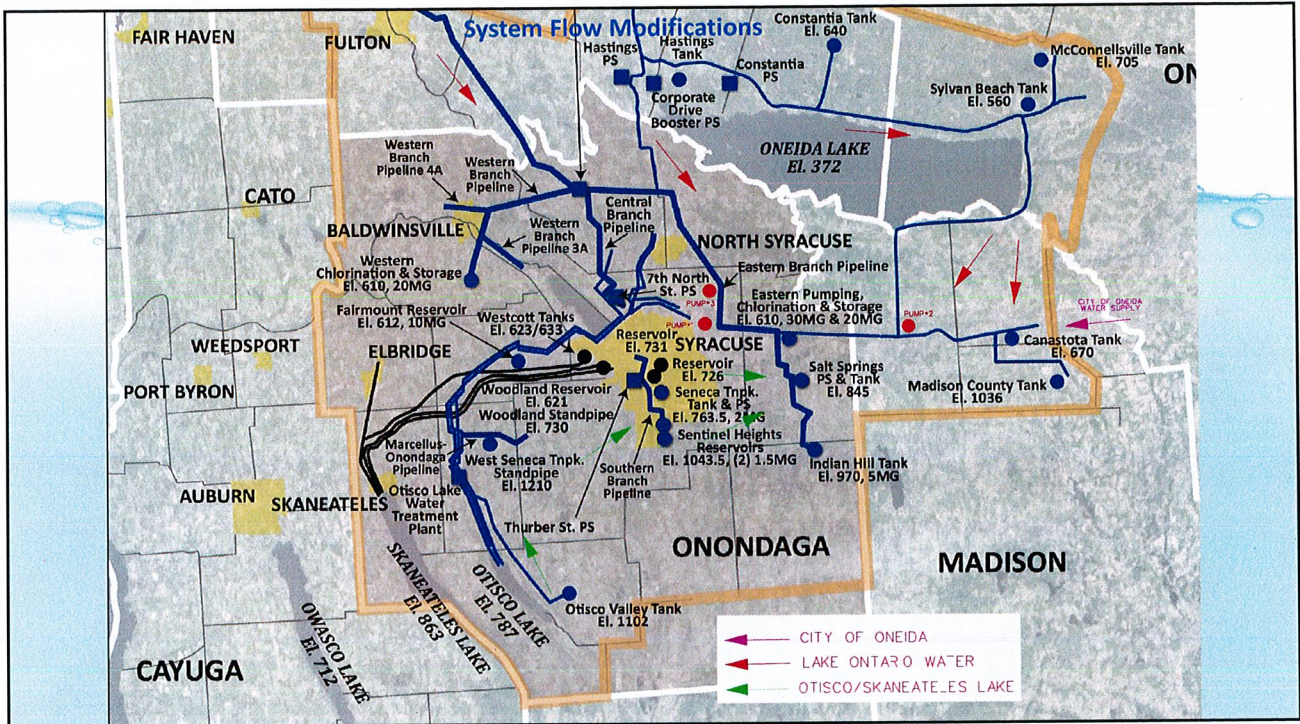 System Flow Modifications
FAIR HAVEN
FULTON
Hastings
PS
Hastings
Tank
Constantia
PS
Constantia Tank
El. 640
McConnellsville Tank
El. 705
Sylvan Beach Tank
El. 560
Corporate
Drive
Booster PS
ONEIDA LAKE
El. 372
Western
Branch
Pipeline 4A
Western
Branch
Pipeline
Central
Branch
Pipeline
CATO
BALDWINSVILLE
Western
Branch
Pipeline 3A
NORTH SYRACUSE
Western
Chlorination & Storage
El. 610, 20MG
7th North
St. PS
Eastern Branch Pipeline
PUMP#3
Eastern Pumping,
Chlorination & Storage
El. 610, 30MG & 20MG
CITY OF ONEIDA
WATER SUPPLY
Fairmount Reservoir
El. 612, 10MG
Westcott Tanks
El. 623/633
PUMP#2
WEEDSPORT
ELBRIDGE
Reservoir
El. 731
SYRACUSE
Canastota Tank
El. 670
Reservoir
El. 726
Salt Springs
PS & Tank
El. 845
PORT BYRON
Woodland Reservoir
El. 621
Woodland Standpipe
El. 730
Seneca Tnpk.
Tank & PS
El. 763.5, 2MG
Madison County Tank
El. 1036
Marcellus-
Onondaga
Pipeline
West Seneca Tnpk.
Standpipe
El. 1210
Southern
Branch
Pipeline
Sentinel Heights
Reservoirs
El. 1043.5, (2) 1.5MG
Indian Hill Tank
El. 970, 5MG
AUBURN
SKANEATELES
Otisco Lake
Water
Treatment
Plant
Thurber St. PS
ONONDAGA
MADISON
SKANEATELES LAKE
El. 863
OTISCO LAKE
El. 787
OWASCO LAKE
El. 712
Otisco Valley Tank
El. 1102
CAYUGA
CITY OF ONEIDA
LAKE ONTARO WATER
OTISCO/SKANEATELES LAKE